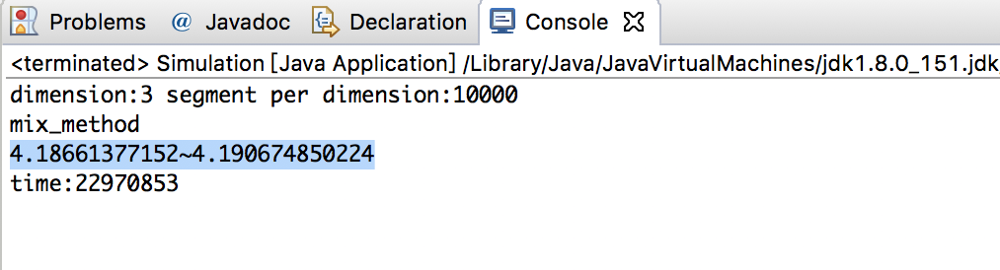 Problems @ Javadoc Declaration Console
<terminated> Simulation [Java Application] /Library/Java/JavaVirtualMachines/jdk1.8.0_151.jdk
dimension:3 segment per dimension:10000
mix_method
4.18661377152~4.190674850224
time:22970853